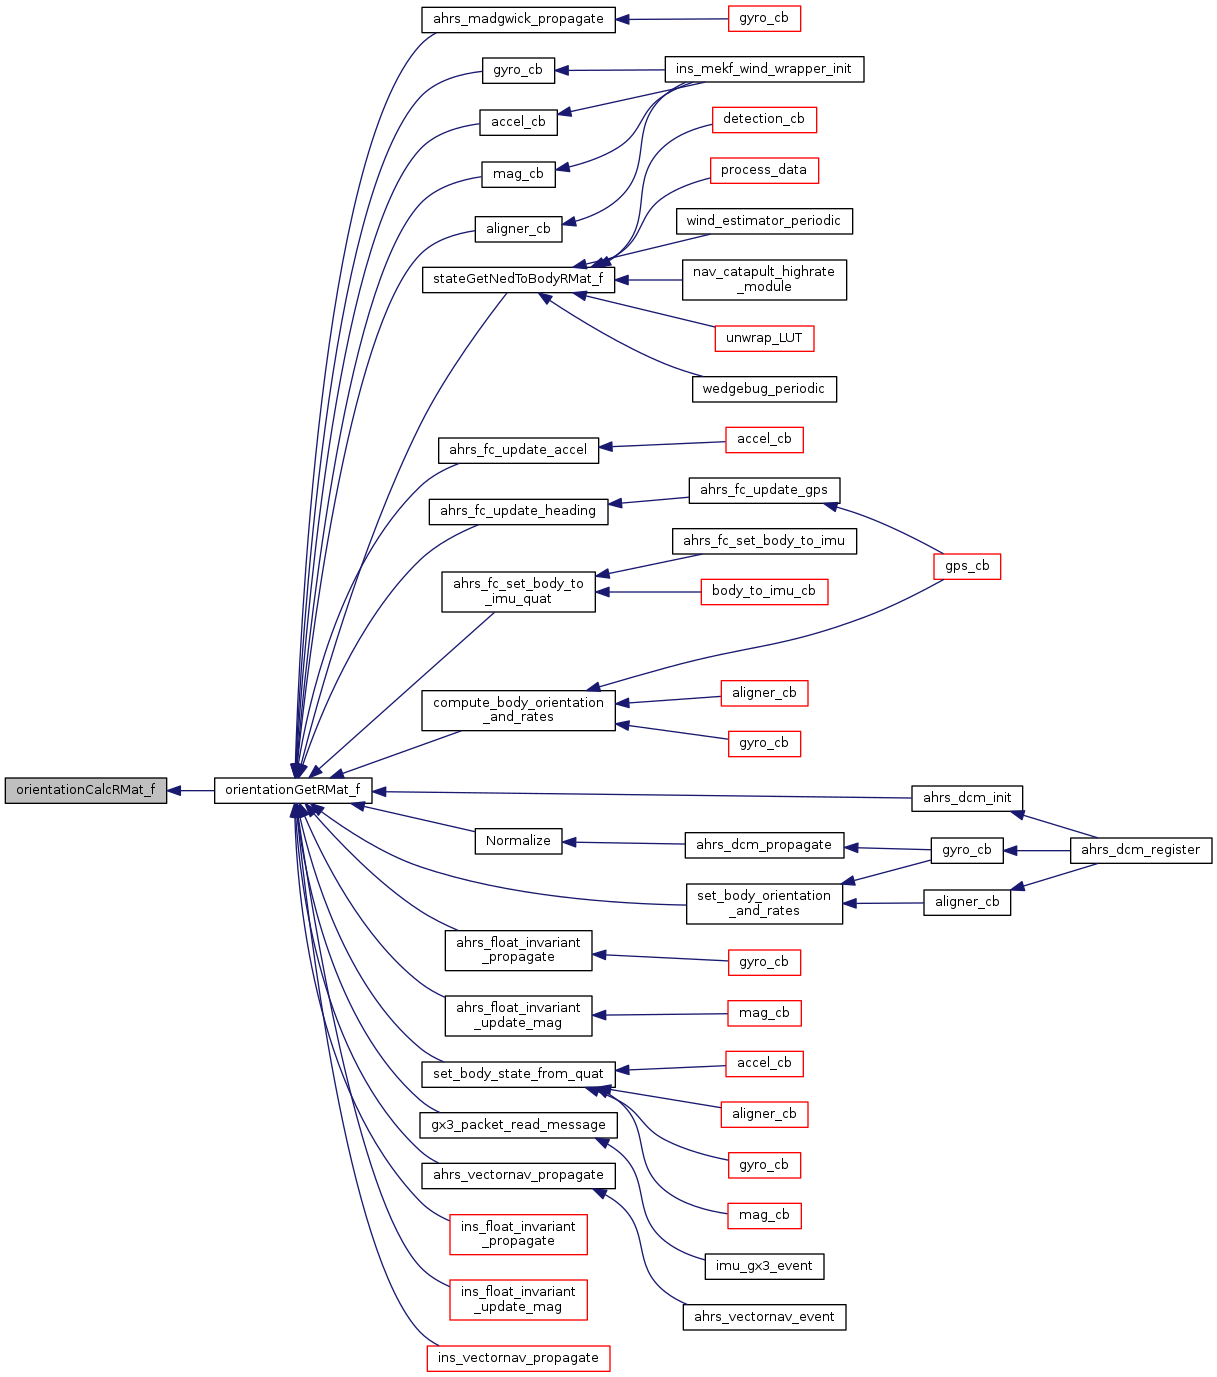 ahrs_madgwick_propagate
gyro_cb
gyro_cb
ins_mekf_wind_wrapper_init
accel_cb
detection_cb
mag_cb
process_data
aligner_cb
wind_estimator_periodic
stateGetNedToBodyRMat_f
nav_catapult_highrate
_module
unwrap_LUT
wedgebug_periodic
ahrs_fc_update_accel
accel_cb
ahrs_fc_update_heading
ahrs_fc_update_gps
ahrs_fc_set_body_to_imu
gps_cb
ahrs_fc_set_body_to
_imu_quat
body_to_imu_cb
compute_body_orientation
_and_rates
aligner_cb
gyro_cb
orientationCalcRMat_f
orientationGetRMat_f
ahrs_dcm_init
Normalize
ahrs_dcm_propagate
gyro_cb
ahrs_dcm_register
set_body_orientation
_and_rates
aligner_cb
ahrs_float_invariant
_propagate
gyro_cb
ahrs_float_invariant
_update_mag
mag_cb
set_body_state_from_quat
accel_cb
aligner_cb
gx3_packet_read_message
gyro_cb
ahrs_vectornav_propagate
mag_cb
ins_float_invariant
_propagate
imu_gx3_event
ins_float_invariant
_update_mag
ahrs_vectornav_event
ins_vectornav_propagate